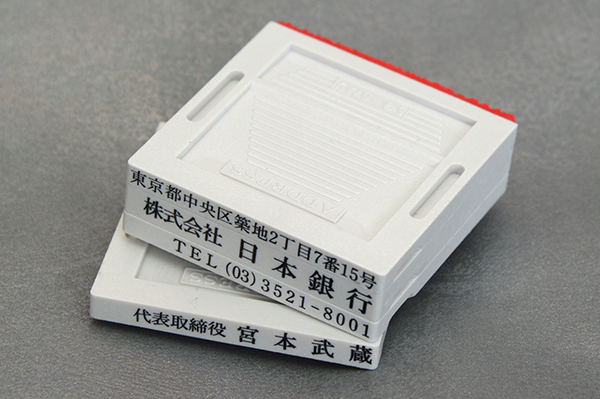 東京都中央区築地2丁目7番15号
株式会社 日本銀行
TEL(03)3521-8001
代表取締役 宮本武蔵
ADDRESS